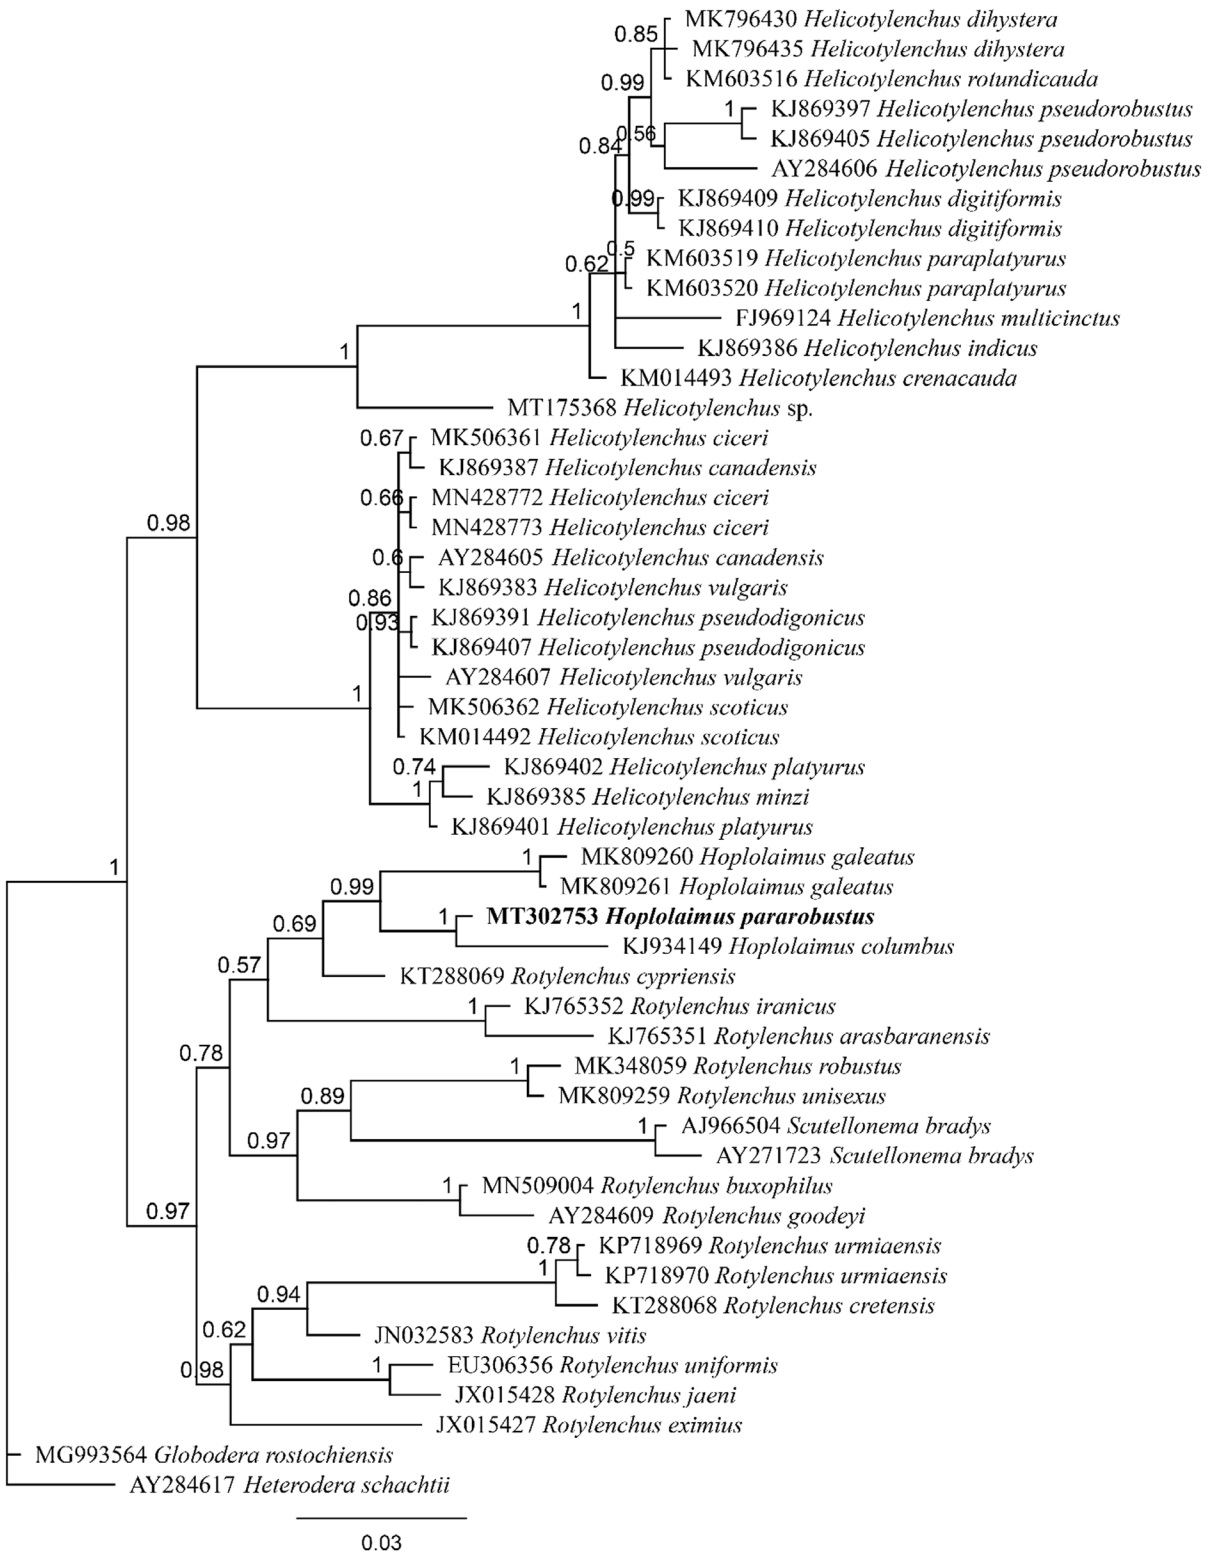 MK796430 Helicotylenchus dihystera
0.85
MK796435 Helicotylenchus dihystera
KM603516 Helicotylenchus rotundicauda
0.99
1
KJ869397 Helicotylenchus pseudorobustus
0.56
KJ869405 Helicotylenchus pseudorobustus
0.84
AY284606 Helicotylenchus pseudorobustus
0.99
KJ869409 Helicotylenchus digitiformis
KJ869410 Helicotylenchus digitiformis
0.5
KM603519 Helicotylenchus paraplatyurus
0.62
KM603520 Helicotylenchus paraplatyurus
1
FJ969124 Helicotylenchus multicinctus
1
KJ869386 Helicotylenchus indicus
KM014493 Helicotylenchus crenacauda
MT175368 Helicotylenchus sp.
0.67
MK506361 Helicotylenchus ciceri
KJ869387 Helicotylenchus canadensis
0.66
MN428772 Helicotylenchus ciceri
0.98
MN428773 Helicotylenchus ciceri
0.6
AY284605 Helicotylenchus canadensis
KJ869383 Helicotylenchus vulgaris
0.86
0.93
KJ869391 Helicotylenchus pseudodigonicus
KJ869407 Helicotylenchus pseudodigonicus
AY284607 Helicotylenchus vulgaris
1
MK506362 Helicotylenchus scoticus
KM014492 Helicotylenchus scoticus
0.74
KJ869402 Helicotylenchus platyurus
1
KJ869385 Helicotylenchus minzi
KJ869401 Helicotylenchus platyurus
1
1
MK809260 Hoplolaimus galeatus
0.99
MK809261 Hoplolaimus galeatus
1
MT302753 Hoplolaimus pararobustus
0.69
KJ934149 Hoplolaimus columbus
0.57
KT288069 Rotylenchus cypriensis
1
KJ765352 Rotylenchus iranicus
KJ765351 Rotylenchus arasbaranensis
0.78
1
MK348059 Rotylenchus robustus
0.89
MK809259 Rotylenchus unisexus
1
AJ966504 Scutellonema bradys
0.97
AY271723 Scutellonema bradys
1
MN509004 Rotylenchus buxophilus
0.97
AY284609 Rotylenchus goodeyi
0.78
KP718969 Rotylenchus urmiaensis
1
KP718970 Rotylenchus urmiaensis
0.94
KT288068 Rotylenchus cretensis
0.62
JN032583 Rotylenchus vitis
0.98
1
EU306356 Rotylenchus uniformis
JX015428 Rotylenchus jaeni
JX015427 Rotylenchus eximius
MG993564 Globodera rostochiensis
AY284617 Heterodera schachtii
0.03